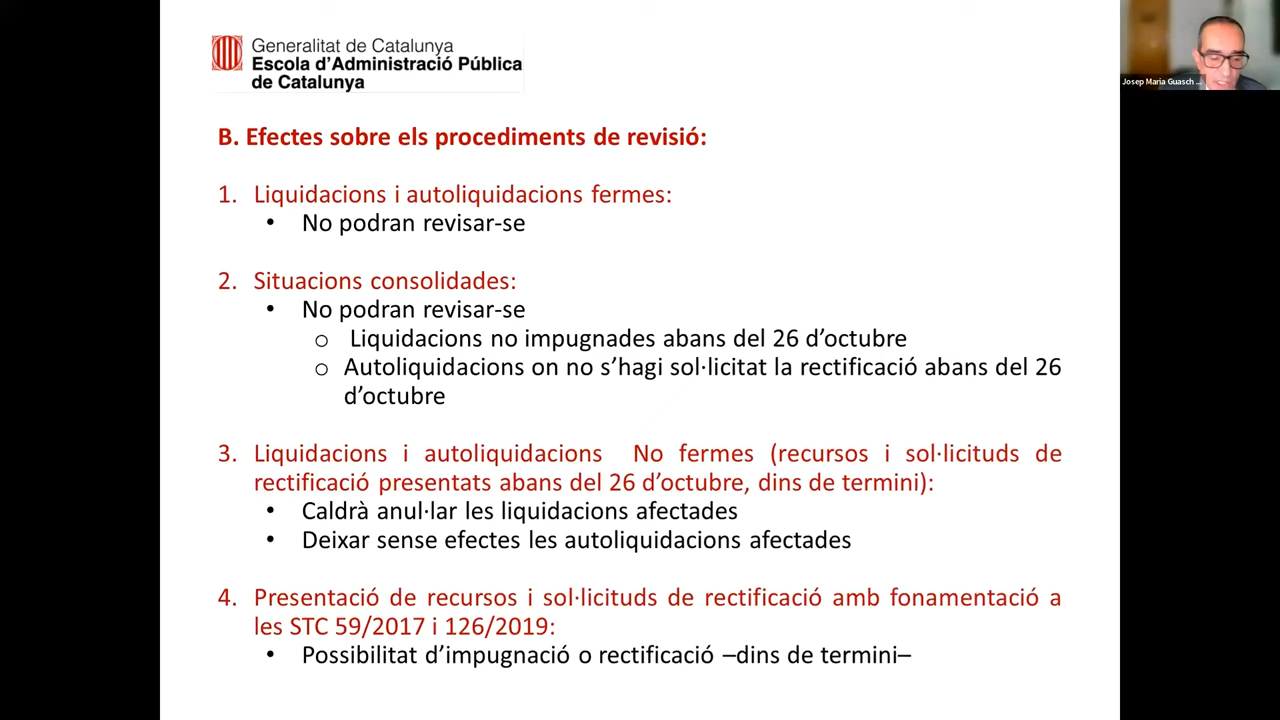 Generalitat de Catalunya
Escola d'Administració Pública
de Catalunya
Josep Maria Guasch ...
B. Efectes sobre els procediments de revisió:
1. Liquidacions i autoliquidacions fermes:
• No podran revisar-se
2. Situacions consolidades:
• No podran revisar-se
o Liquidacions no impugnades abans del 26 d'octubre
o Autoliquidacions on no s'hagi sol·licitat la rectificació abans del 26
d'octubre
3. Liquidacions i autoliquidacions No fermes (recursos i sol·licituds de
rectificació presentats abans del 26 d'octubre, dins de termini):
• Caldrà anul·lar les liquidacions afectades
• Deixar sense efectes les autoliquidacions afectades
4. Presentació de recursos i sol·licituds de rectificació amb fonamentació a
les STC 59/2017 i 126/2019:
• Possibilitat d'impugnació o rectificació –dins de termini–